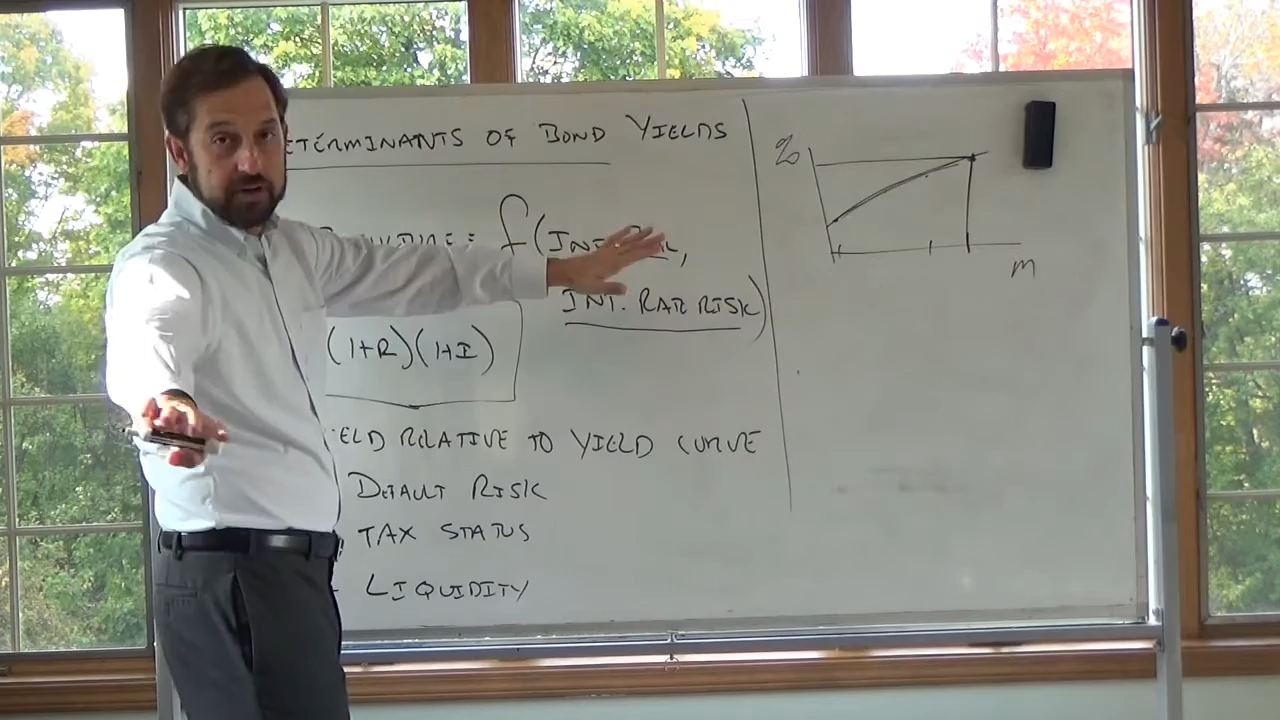 ETERMINANTS OF BOND YIELDS
f(
INT. RATE RISK)
(1+R)(1+I)
IELD RELATIVE TO YIELD CURVE
DEFAULT RISK
TAX STATUS
LIQUIDITY
%
m